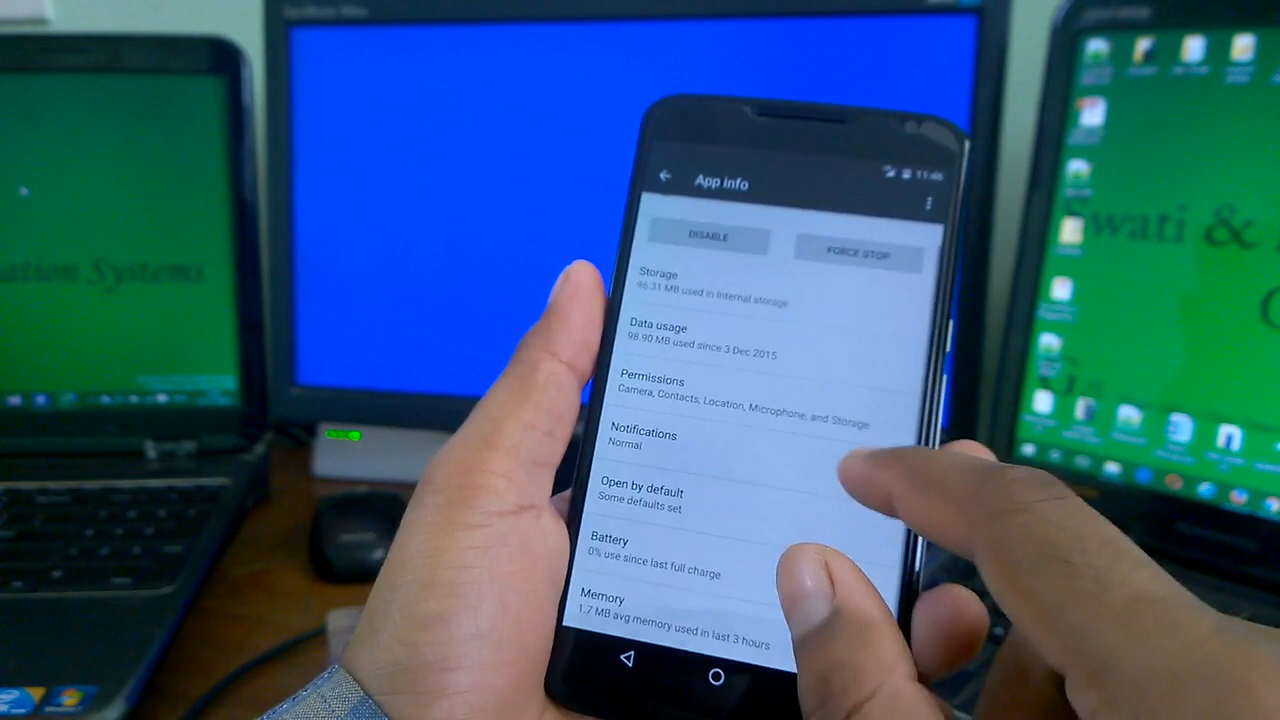 ation Systems
App info
11:46
DISABLE
FORCE STOP
Storage
96.31 MB used in Internal storage
Data usage
98.90 MB used since 3 Dec 2015
Permissions
Camera, Contacts, Location, Microphone, and Storage
Notifications
Normal
Open by default
Some defaults set
Battery
0% use since last full charge
Memory
1.7 MB avg memory used in last 3 hours
Swati &